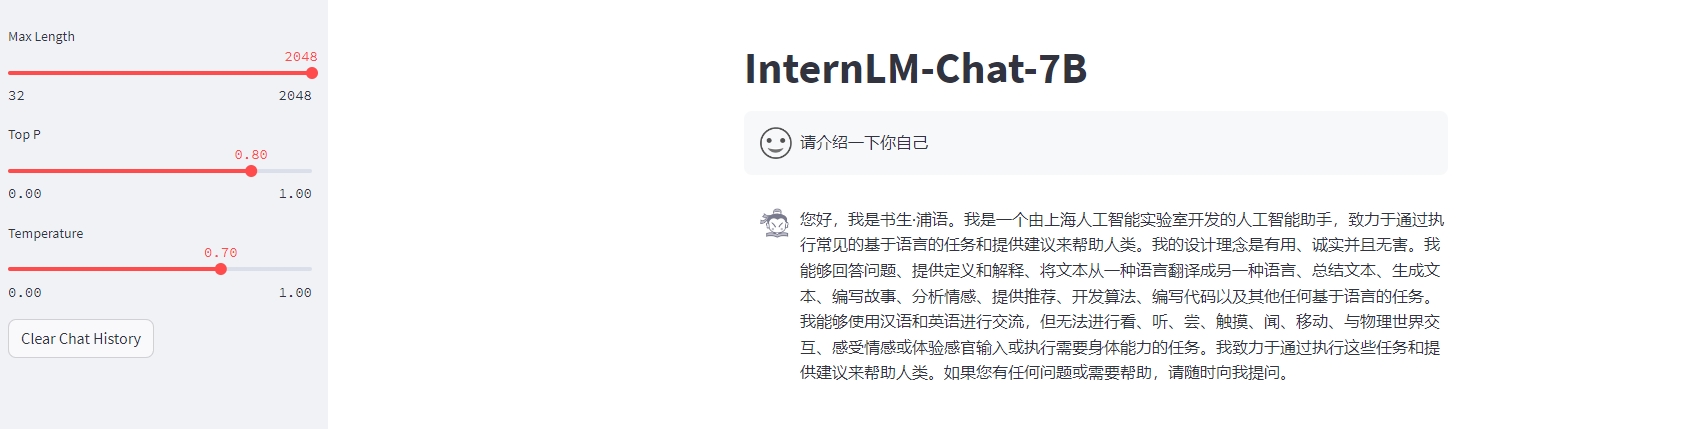 Max Length
2048
32 2048
Top P
0.80
0.00 1.00
Temperature
0.70
0.00 1.00
Clear Chat History
InternLM-Chat-7B
请介绍一下你自己
您好，我是书生·浦语。我是一个由上海人工智能实验室开发的人工智能助手，致力于通过执
行常见的基于语言的任务和提供建议来帮助人类。我的设计理念是有用、诚实并且无害。我
能够回答问题、提供定义和解释、将文本从一种语言翻译成另一种语言、总结文本、生成文
本、编写故事、分析情感、提供推荐、开发算法、编写代码以及其他任何基于语言的任务。
我能够使用汉语和英语进行交流，但无法进行看、听、尝、触摸、闻、移动、与物理世界交
互、感受情感或体验感官输入或执行需要身体能力的任务。我致力于通过执行这些任务和提
供建议来帮助人类。如果您有任何问题或需要帮助，请随时向我提问。